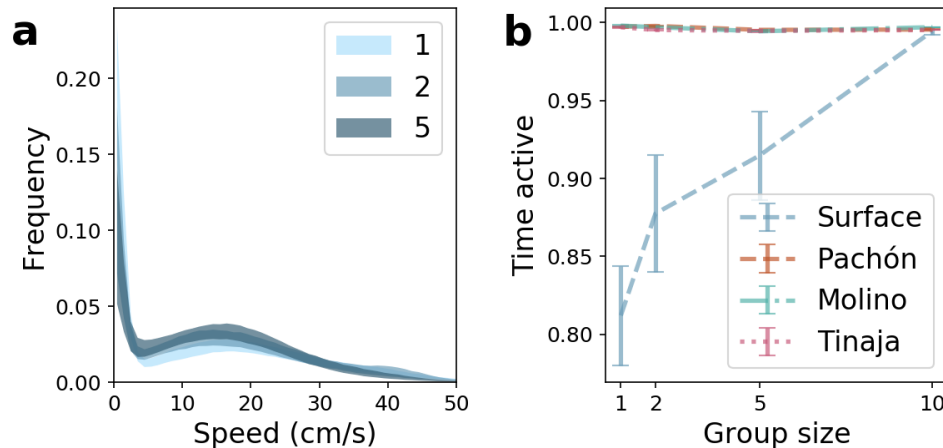 a
Frequency
0.20
0.15
0.10
0.05
0.00
0 10 20 30 40 50
Speed (cm/s)
1
2
5
b
Time active
1.00
0.95
0.90
0.85
0.80
1 2 5 10
Group size
Surface
Pachón
Molino
Tinaja